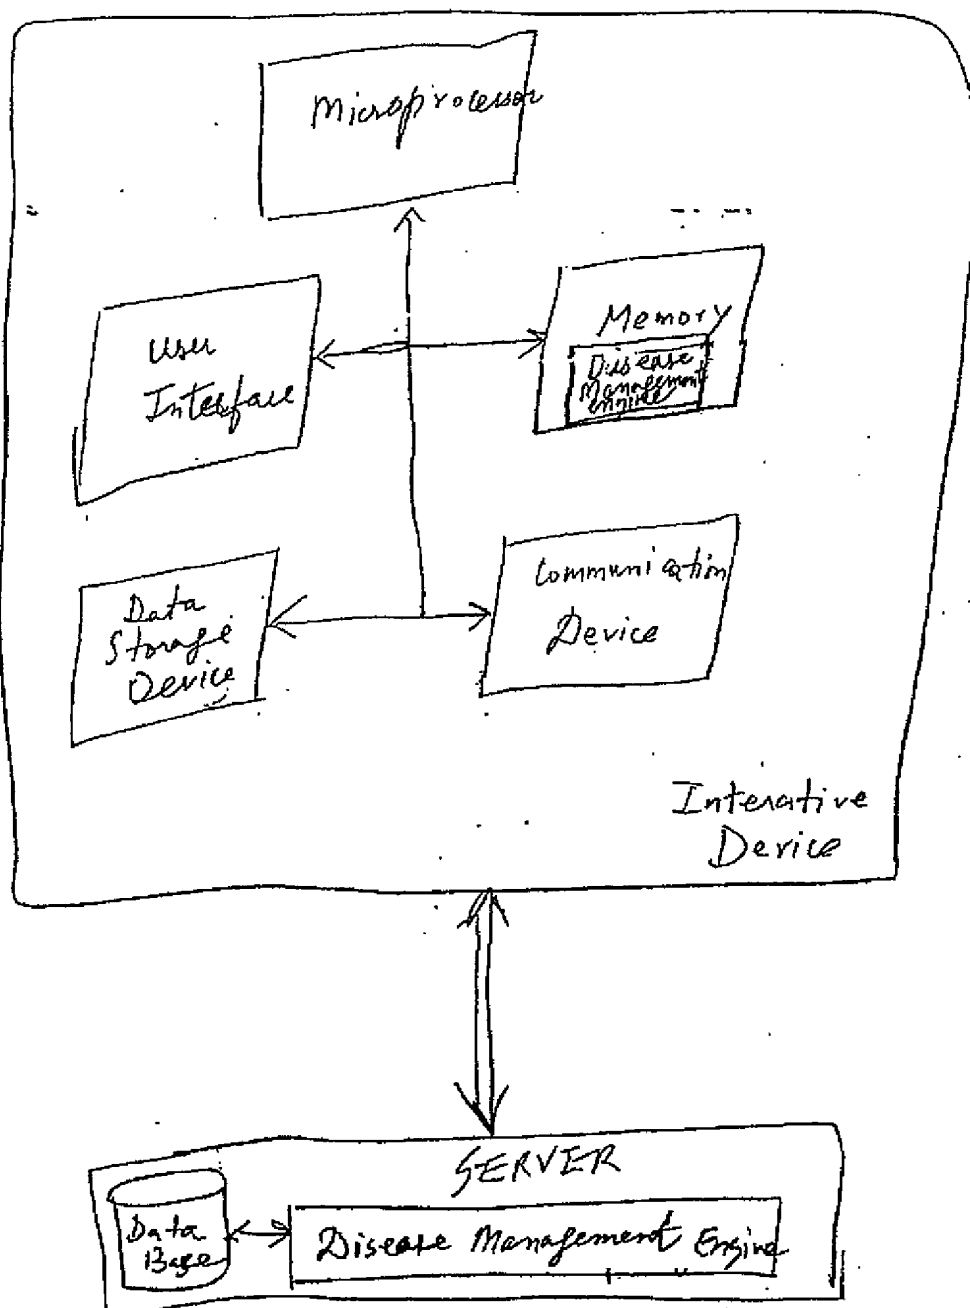 Microprocessor
User
Interface
Memory
Disease
Management
engine
Data
Storage
Device
Communication
Device
Interative
Device
SERVER
Data
Base
Disease Management Engine